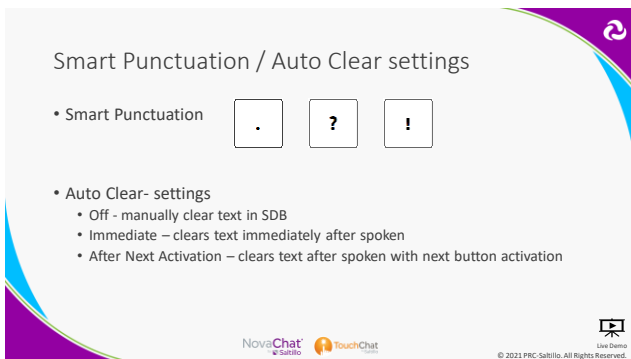 Smart Punctuation / Auto Clear settings
• Smart Punctuation
. ? !
• Auto Clear- settings
• Off - manually clear text in SDB
• Immediate – clears text immediately after spoken
• After Next Activation – clears text after spoken with next button activation
NovaChat
Saltillo
TouchChat
Live Demo
© 2021 PRC-Saltillo. All Rights Reserved.